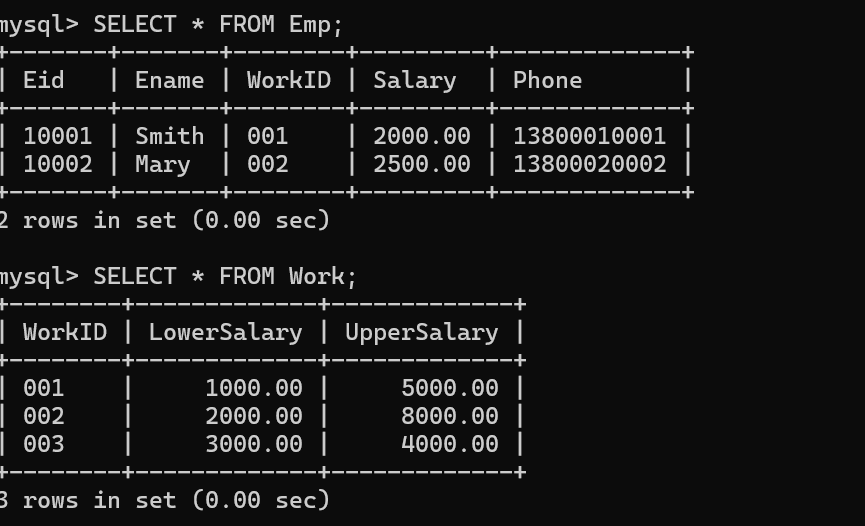 mysql> SELECT * FROM Emp;
+-------+-------+--------+---------+-------------+
| Eid   | Ename | WorkID | Salary  | Phone       |
+-------+-------+--------+---------+-------------+
| 10001 | Smith | 001    | 2000.00 | 13800010001 |
| 10002 | Mary  | 002    | 2500.00 | 13800020002 |
+-------+-------+--------+---------+-------------+
2 rows in set (0.00 sec)
mysql> SELECT * FROM Work;
+--------+-------------+-------------+
| WorkID | LowerSalary | UpperSalary |
+--------+-------------+-------------+
| 001    |     1000.00 |     5000.00 |
| 002    |     2000.00 |     8000.00 |
| 003    |     3000.00 |     4000.00 |
+--------+-------------+-------------+
3 rows in set (0.00 sec)